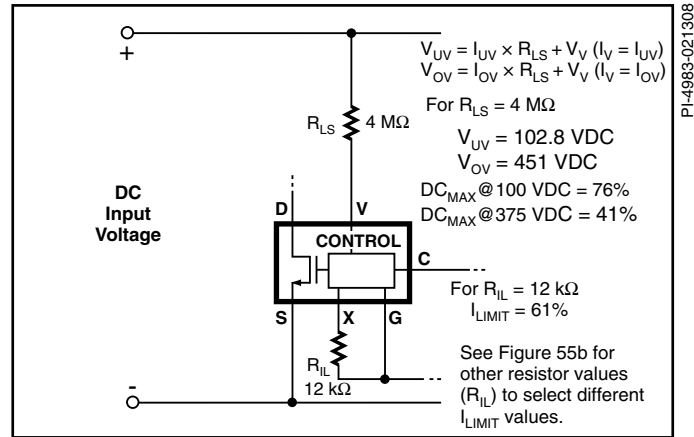 +
V_UV = I_UV × R_LS + V_V (I_V = I_UV)
V_OV = I_OV × R_LS + V_V (I_V = I_OV)
For R_LS = 4 MΩ
R_LS 4 MΩ
V_UV = 102.8 VDC
V_OV = 451 VDC
DC_MAX@100 VDC = 76%
DC_MAX@375 VDC = 41%
DC
Input
Voltage
D V
CONTROL
C
For R_IL = 12 kΩ
I_LIMIT = 61%
S X G
R_IL
12 kΩ
See Figure 55b for
other resistor values
(R_IL) to select different
I_LIMIT values.
-
PI-4983-021308